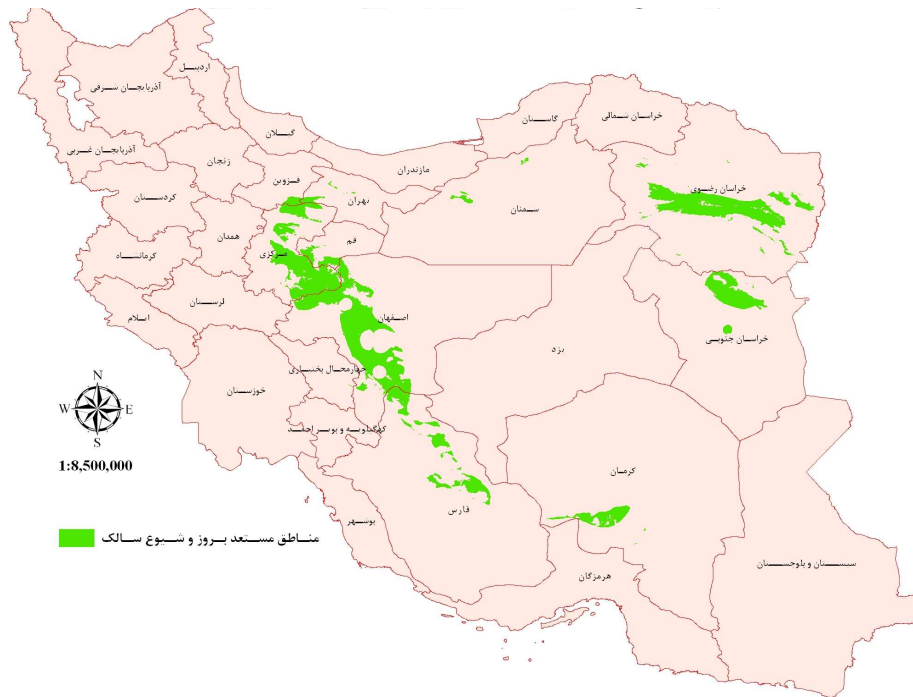 اردبیل
آذربایجان شرقی
خراسان شمالی
گلستان
گیلان
آذربایجان غربی
زنجان
مازندران
قزوین
خراسان رضوی
کردستان
تهران
سمنان
همدان
قم
مرکزی
کرمانشاه
لرستان
اصفهان
ایلام
خراسان جنوبی
یزد
چهارمحال بختیاری
خوزستان
N
W E
S
کهگیلویه و بویر احمد
1:8,500,000
کرمان
فارس
بوشهر
مناطق مستعد بروز و شیوع سالک
سیستان و بلوچستان
هرمزگان